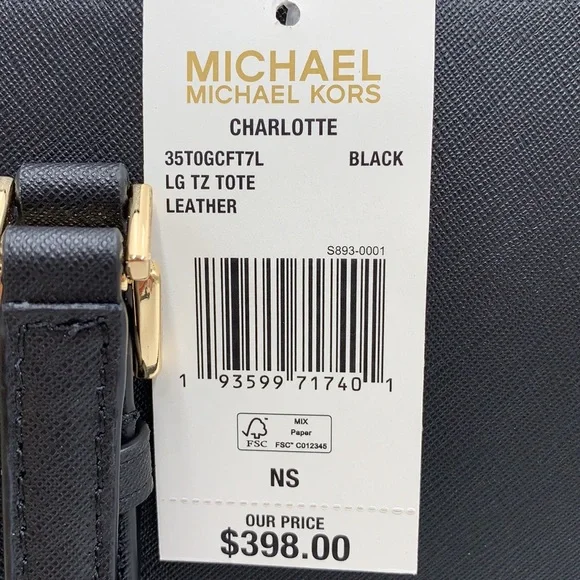 MICHAEL
MICHAEL KORS
CHARLOTTE
35T0GCFT7L BLACK
LG TZ TOTE
LEATHER
S893-0001
1 93599 71740 1
FSC
MIX
Paper
FSC™ C012345
NS
OUR PRICE
$398.00